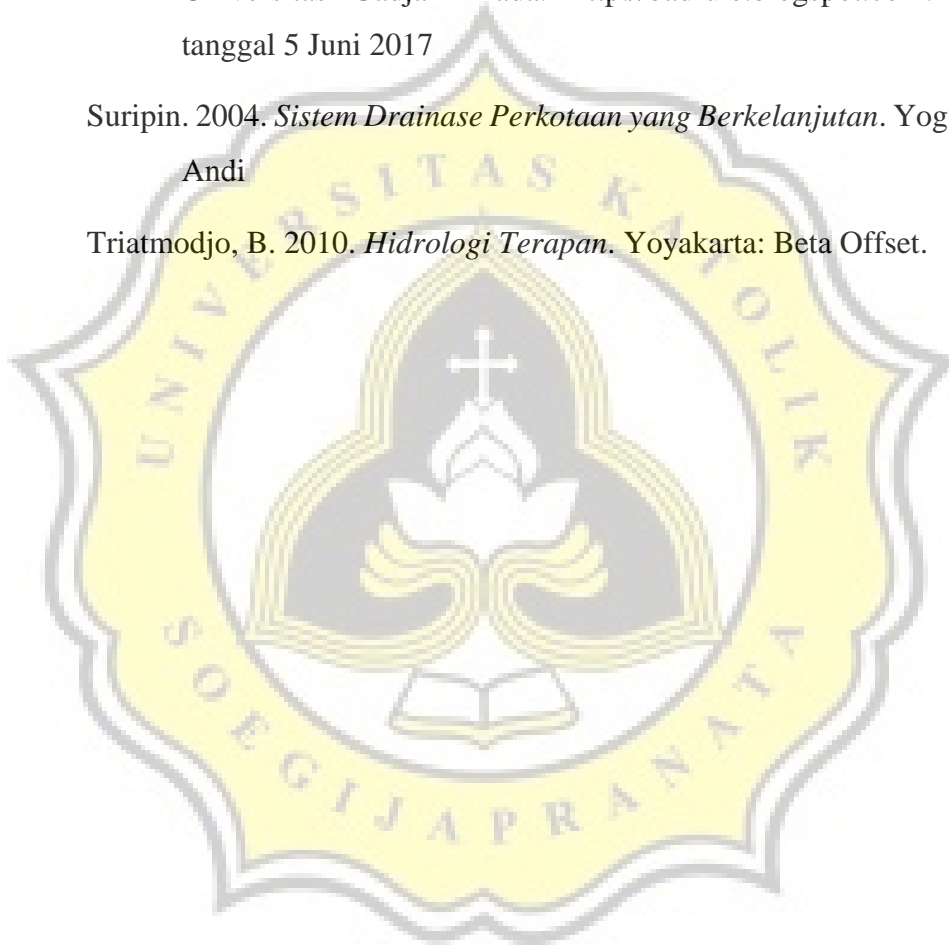 tanggal 5 Juni 2017
Suripin. 2004. Sistem Drainase Perkotaan yang Berkelanjutan. Yog
Andi
Triatmodjo, B. 2010. Hidrologi Terapan. Yoyakarta: Beta Offset.
UNIVERSITAS KATOLIK
SOEGIJAPRANATA